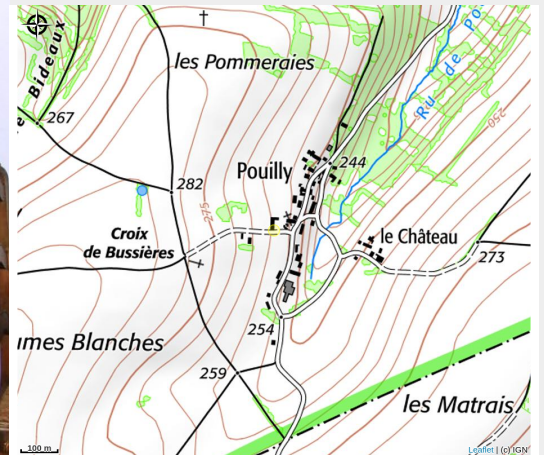 Bideaux
les Pommeraies
Ru de Po
267
250
Pouilly
244
282
275
Croix
de Bussières
le Château
273
254
umes Blanches
259
les Matrais
100 m
Leaflet | (c) IGN